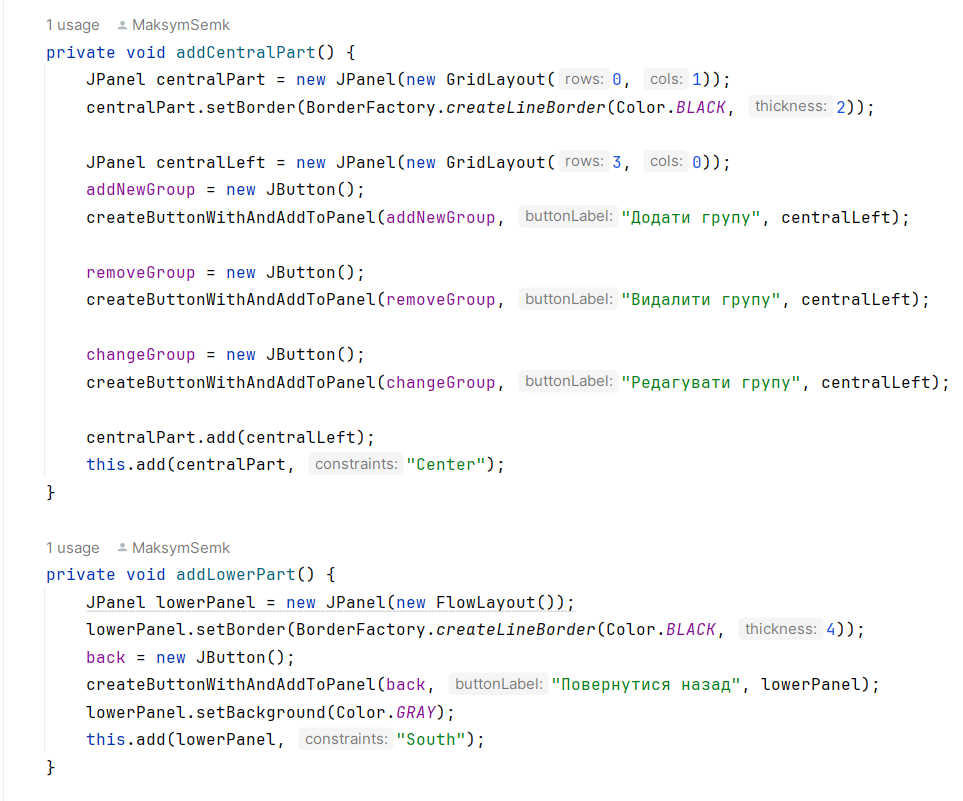 1 usage MaksymSemk
private void addCentralPart() {
JPanel centralPart = new JPanel(new GridLayout( rows: 0, cols: 1));
centralPart.setBorder(BorderFactory.createLineBorder(Color.BLACK, thickness: 2));
JPanel centralLeft = new JPanel(new GridLayout( rows: 3, cols: 0));
addNewGroup = new JButton();
createButtonWithAndAddToPanel(addNewGroup, buttonLabel: "Додати групу", centralLeft);
removeGroup = new JButton();
createButtonWithAndAddToPanel(removeGroup, buttonLabel: "Видалити групу", centralLeft);
changeGroup = new JButton();
createButtonWithAndAddToPanel(changeGroup, buttonLabel: "Редагувати групу", centralLeft);
centralPart.add(centralLeft);
this.add(centralPart, constraints: "Center");
}
1 usage MaksymSemk
private void addLowerPart() {
JPanel lowerPanel = new JPanel(new FlowLayout());
lowerPanel.setBorder(BorderFactory.createLineBorder(Color.BLACK, thickness: 4));
back = new JButton();
createButtonWithAndAddToPanel(back, buttonLabel: "Повернутися назад", lowerPanel);
lowerPanel.setBackground(Color.GRAY);
this.add(lowerPanel, constraints: "South");
}